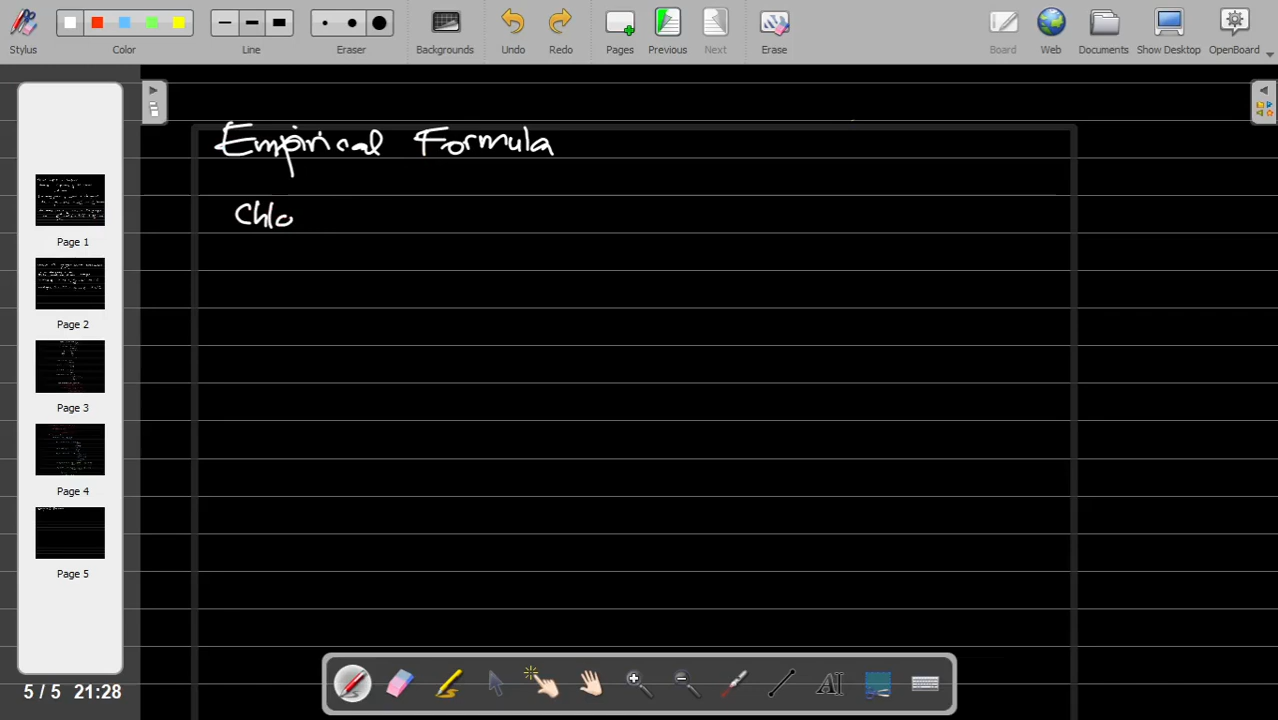 Stylus
Color
Line
Eraser
Backgrounds
Undo
Redo
Pages
Previous
Next
Erase
Board
Web
Documents
Show Desktop
OpenBoard
Empirical Formula
Chlo
Page 1
Page 2
Page 3
Page 4
Page 5
5 / 5 21:28
AI